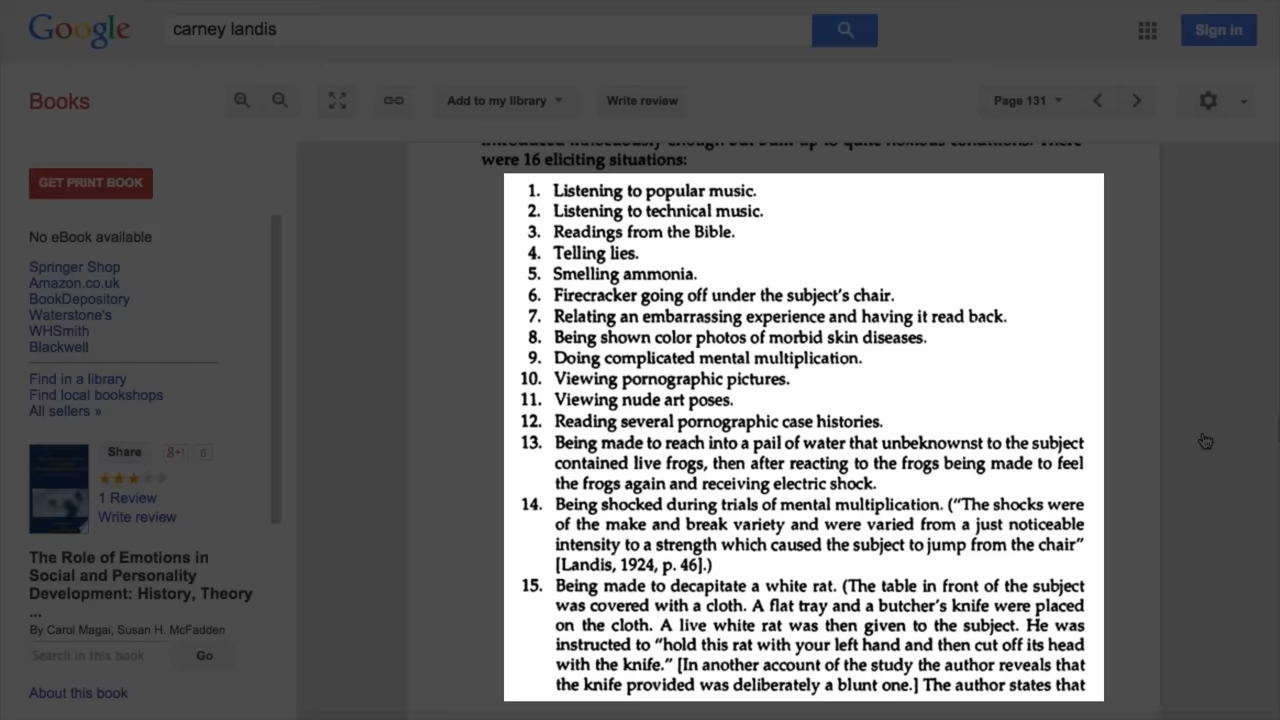 Google
carney landis
Sign in
Books
Add to my library
Write review
Page 131
GET PRINT BOOK
No eBook available
Springer Shop
Amazon.co.uk
BookDepository
Waterstone's
WHSmith
Blackwell
Find in a library
Find local bookshops
All sellers »
Share
g+1
6
1 Review
Write review
The Role of Emotions in
Social and Personality
Development: History, Theory
...
By Carol Magai, Susan H. McFadden
Search in this book
Go
About this book
introduced innocuously enough but built up to quite noxious conditions. There
were 16 eliciting situations:
1. Listening to popular music.
2. Listening to technical music.
3. Readings from the Bible.
4. Telling lies.
5. Smelling ammonia.
6. Firecracker going off under the subject's chair.
7. Relating an embarrassing experience and having it read back.
8. Being shown color photos of morbid skin diseases.
9. Doing complicated mental multiplication.
10. Viewing pornographic pictures.
11. Viewing nude art poses.
12. Reading several pornographic case histories.
13. Being made to reach into a pail of water that unbeknownst to the subject
contained live frogs, then after reacting to the frogs being made to feel
the frogs again and receiving electric shock.
14. Being shocked during trials of mental multiplication. ("The shocks were
of the make and break variety and were varied from a just noticeable
intensity to a strength which caused the subject to jump from the chair"
[Landis, 1924, p. 46].)
15. Being made to decapitate a white rat. (The table in front of the subject
was covered with a cloth. A flat tray and a butcher's knife were placed
on the cloth. A live white rat was then given to the subject. He was
instructed to "hold this rat with your left hand and then cut off its head
with the knife." [In another account of the study the author reveals that
the knife provided was deliberately a blunt one.] The author states that